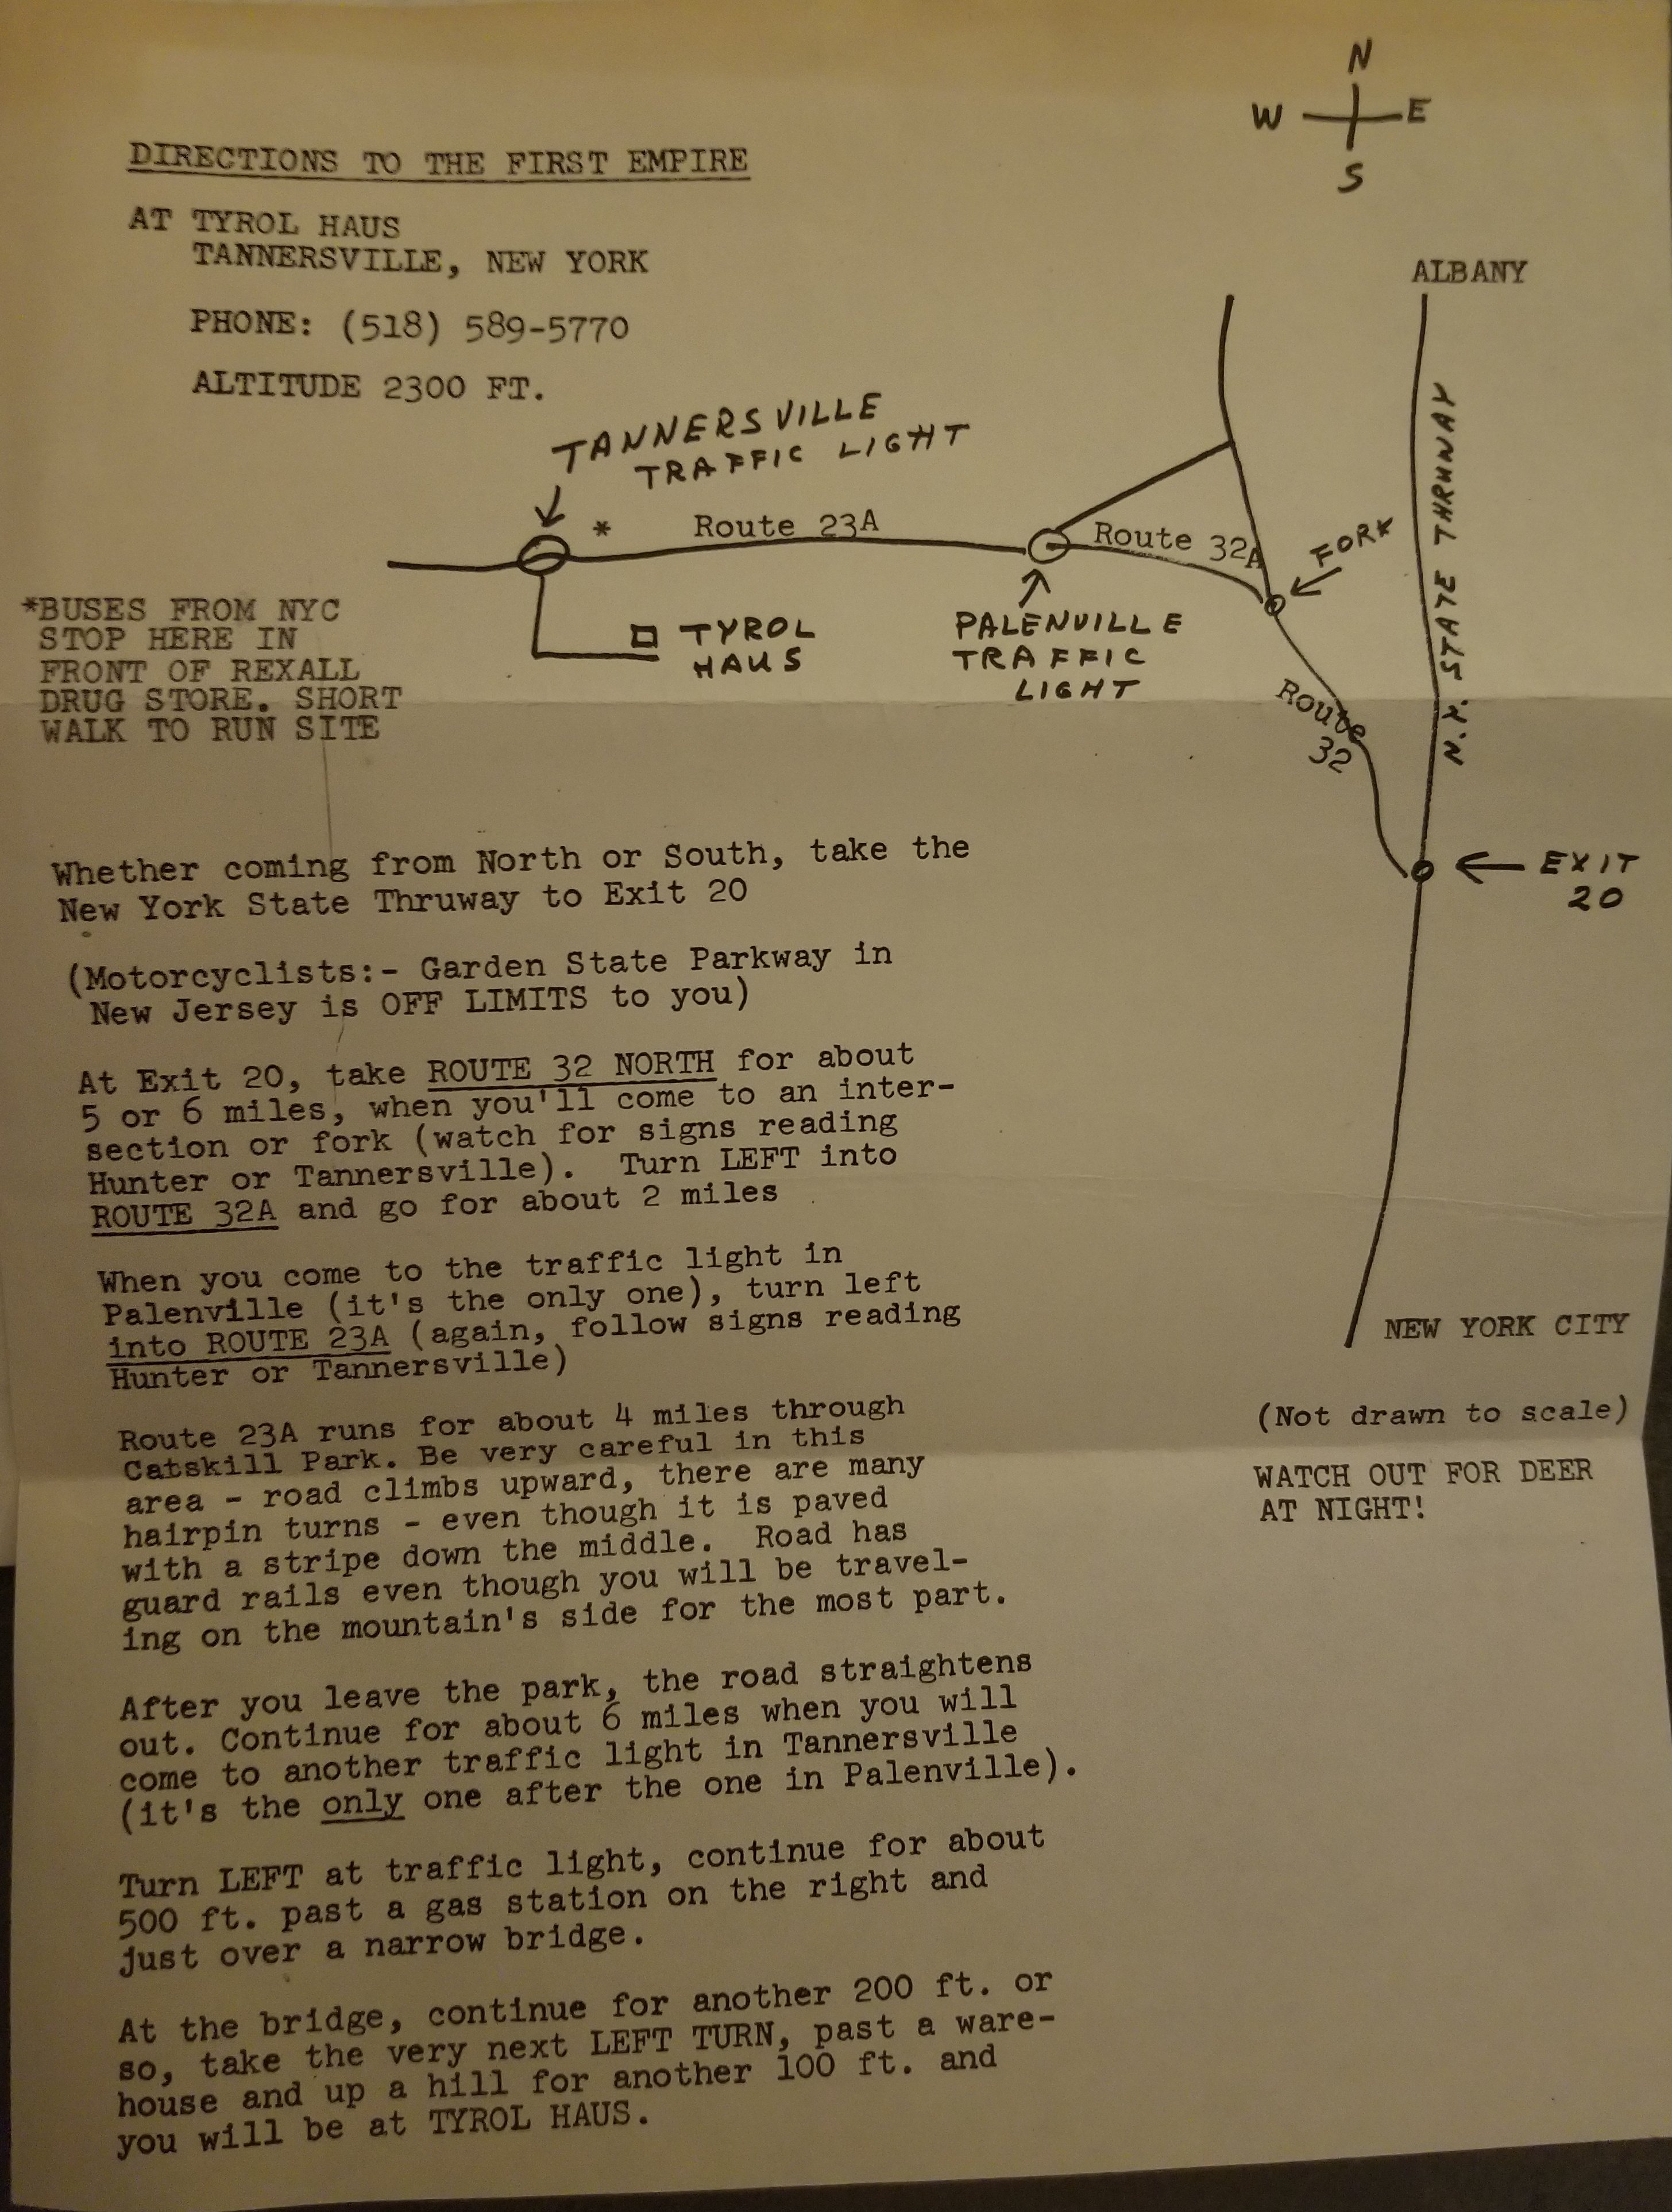 N
W E
S
DIRECTIONS TO THE FIRST EMPIRE
AT TYROL HAUS
TANNERSVILLE, NEW YORK
PHONE: (518) 589-5770
ALTITUDE 2300 FT.
ALBANY
TANNERSVILLE
TRAFFIC LIGHT
* Route 23A
Route 32A
FORK
N.Y. STATE THRUWAY
*BUSES FROM NYC
STOP HERE IN
FRONT OF REXALL
DRUG STORE. SHORT
WALK TO RUN SITE
TYROL
HAUS
PALENVILLE
TRAFFIC
LIGHT
Route
32
EXIT
20
Whether coming from North or South, take the
New York State Thruway to Exit 20
(Motorcyclists:- Garden State Parkway in
New Jersey is OFF LIMITS to you)
At Exit 20, take ROUTE 32 NORTH for about
5 or 6 miles, when you'll come to an inter-
section or fork (watch for signs reading
Hunter or Tannersville). Turn LEFT into
ROUTE 32A and go for about 2 miles
When you come to the traffic light in
Palenville (it's the only one), turn left
into ROUTE 23A (again, follow signs reading
Hunter or Tannersville)
Route 23A runs for about 4 miles through
Catskill Park. Be very careful in this
area - road climbs upward, there are many
hairpin turns - even though it is paved
with a stripe down the middle. Road has
guard rails even though you will be travel-
ing on the mountain's side for the most part.
After you leave the park, the road straightens
out. Continue for about 6 miles when you will
come to another traffic light in Tannersville
(it's the only one after the one in Palenville).
Turn LEFT at traffic light, continue for about
500 ft. past a gas station on the right and
just over a narrow bridge.
At the bridge, continue for another 200 ft. or
so, take the very next LEFT TURN, past a ware-
house and up a hill for another 100 ft. and
you will be at TYROL HAUS.
NEW YORK CITY
(Not drawn to scale)
WATCH OUT FOR DEER
AT NIGHT!